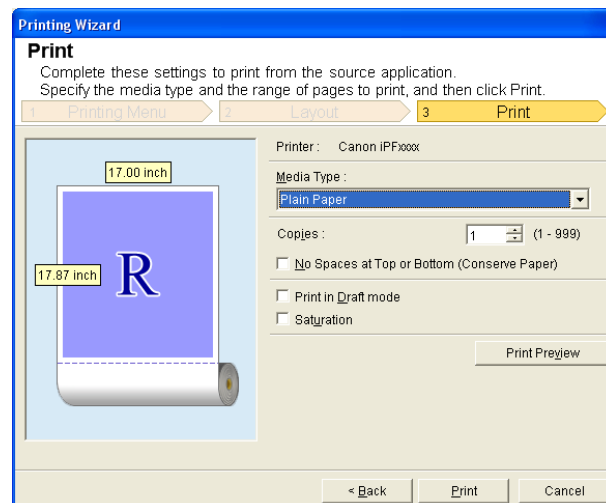 Printing Wizard
Print
Complete these settings to print from the source application.
Specify the media type and the range of pages to print, and then click Print.
1 Printing Menu 2 Layout 3 Print
Printer : Canon iPFxxxx
17.00 inch
Media Type :
Plain Paper
Copies : 1 (1 - 999)
R
17.87 inch
No Spaces at Top or Bottom (Conserve Paper)
Print in Draft mode
Saturation
Print Preview
< Back Print Cancel